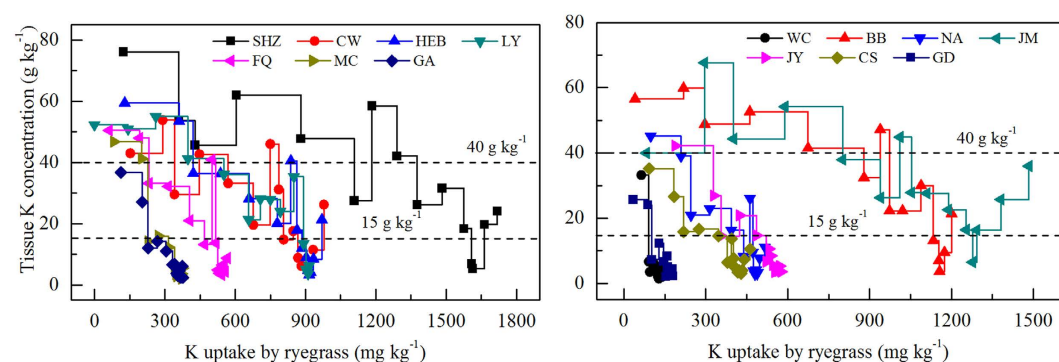 80
60
40
20
0
Tissue K concentration (g kg⁻¹)
SHZ CW HEB LY
FQ MC GA
40 g kg⁻¹
15 g kg⁻¹
0 300 600 900 1200 1500 1800
K uptake by ryegrass (mg kg⁻¹)
80
60
40
20
0
WC BB NA JM
JY CS GD
40 g kg⁻¹
15 g kg⁻¹
0 300 600 900 1200 1500
K uptake by ryegrass (mg kg⁻¹)